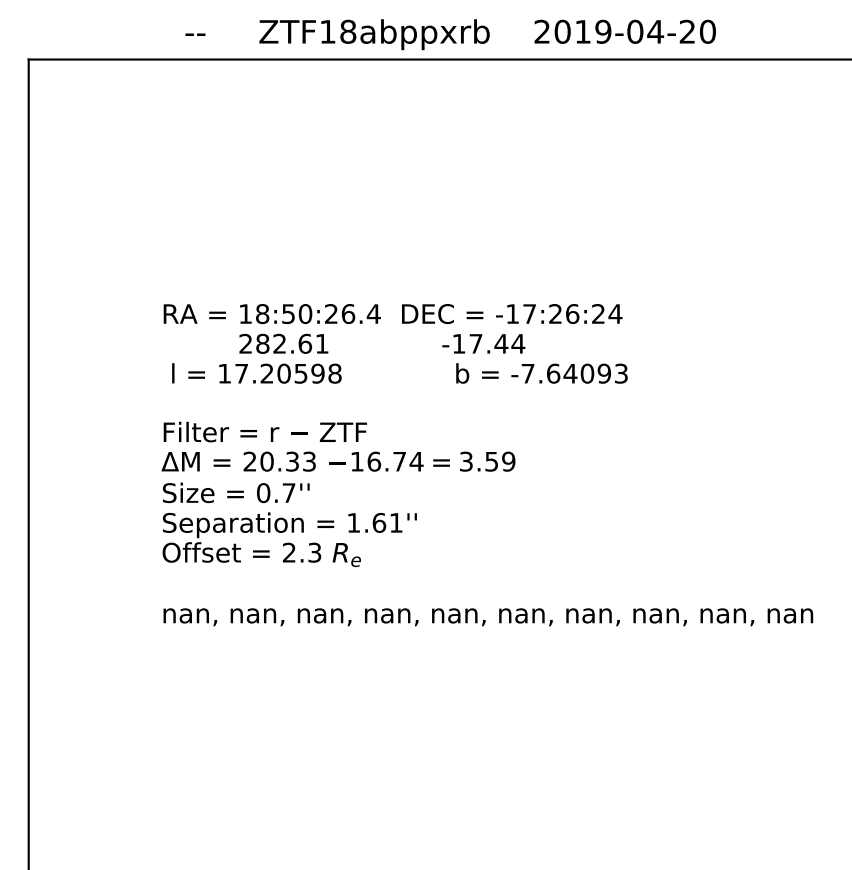 -- ZTF18abppxrb 2019-04-20
RA = 18:50:26.4 DEC = -17:26:24
282.61 -17.44
l = 17.20598 b = -7.64093
Filter = r − ZTF
ΔM = 20.33 −16.74 = 3.59
Size = 0.7''
Separation = 1.61''
Offset = 2.3 Rₑ
nan, nan, nan, nan, nan, nan, nan, nan, nan, nan